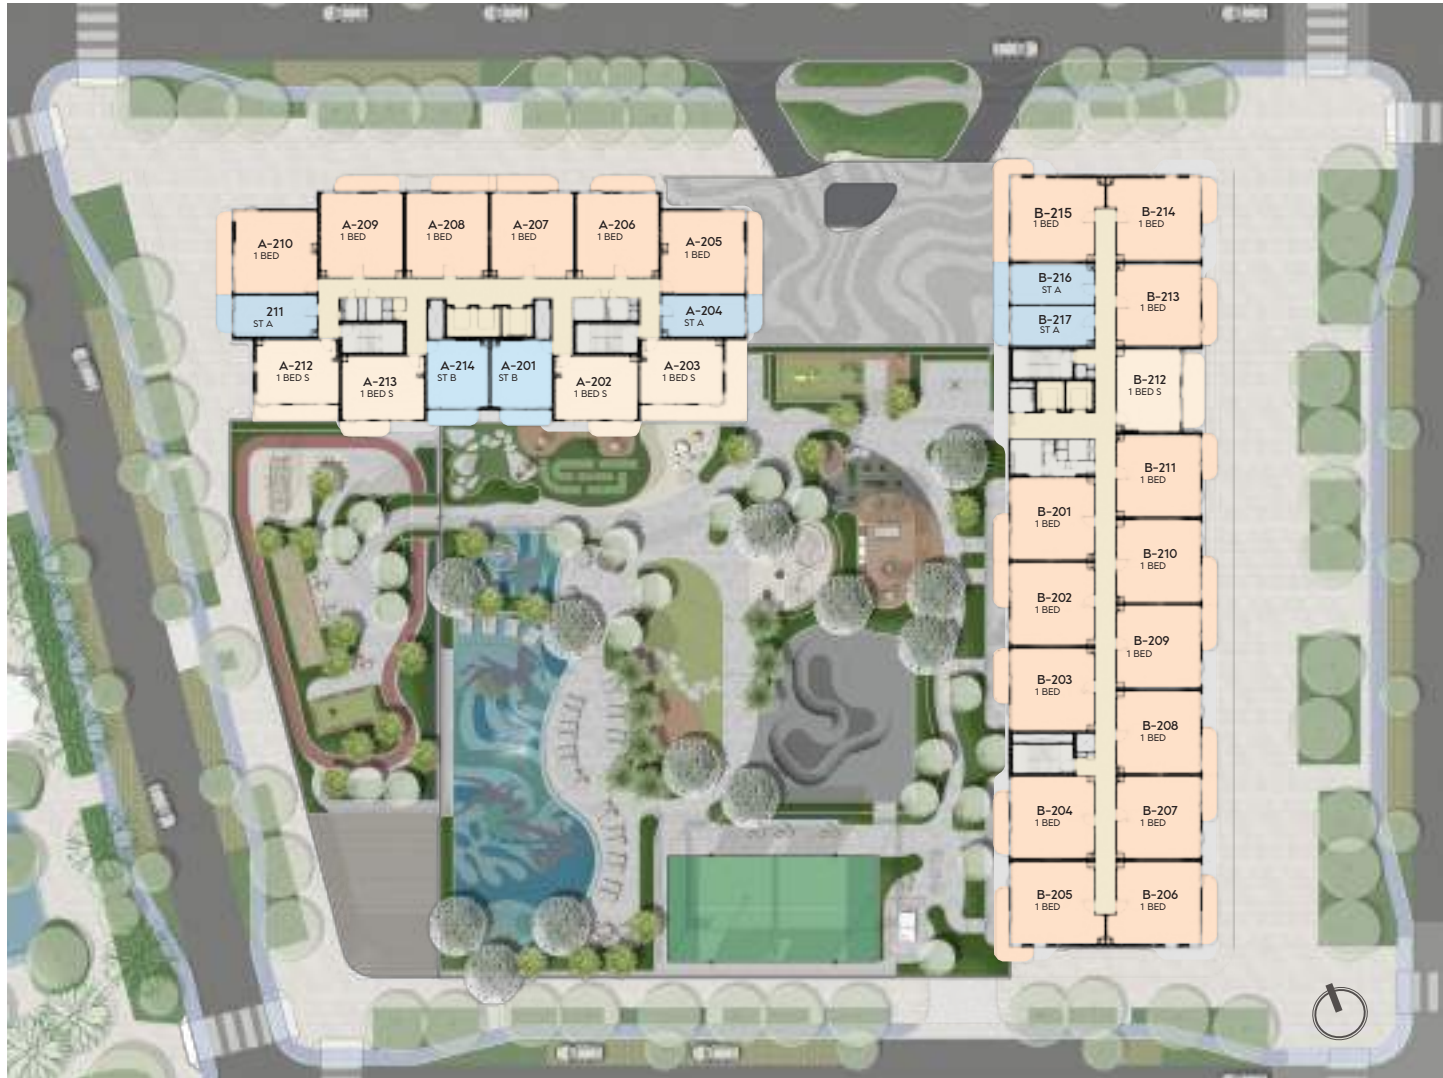 A-209
1 BED
A-208
1 BED
A-207
1 BED
A-206
1 BED
A-210
1 BED
A-205
1 BED
211
ST A
A-204
ST A
A-212
1 BED S
A-213
1 BED S
A-214
ST B
A-201
ST B
A-202
1 BED S
A-203
1 BED S
B-215
1 BED
B-214
1 BED
B-216
ST A
B-217
ST A
B-213
1 BED
B-212
1 BED S
B-211
1 BED
B-201
1 BED
B-210
1 BED
B-202
1 BED
B-209
1 BED
B-203
1 BED
B-208
1 BED
B-204
1 BED
B-207
1 BED
B-205
1 BED
B-206
1 BED